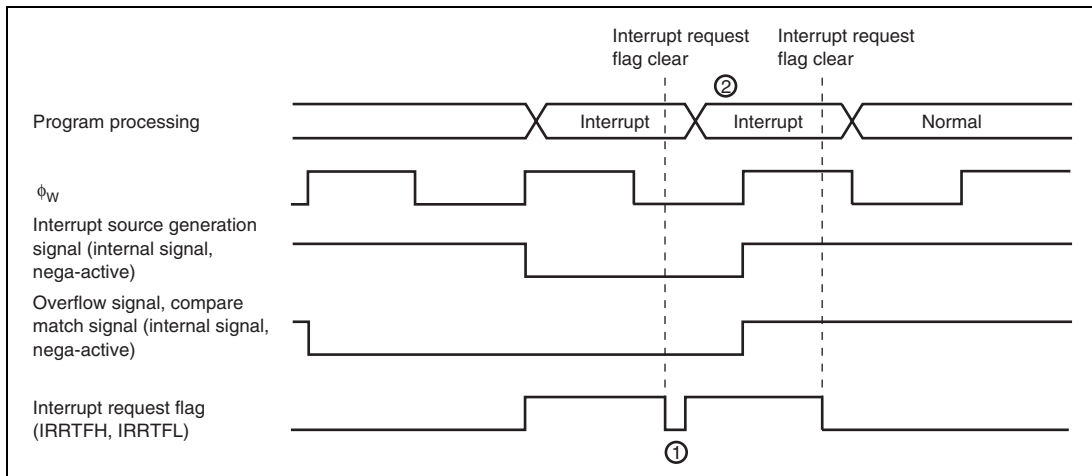 Interrupt request
flag clear
Interrupt request
flag clear
②
Program processing
Interrupt
Interrupt
Normal
φW
Interrupt source generation
signal (internal signal,
nega-active)
Overflow signal, compare
match signal (internal signal,
nega-active)
Interrupt request flag
(IRRTFH, IRRTFL)
①